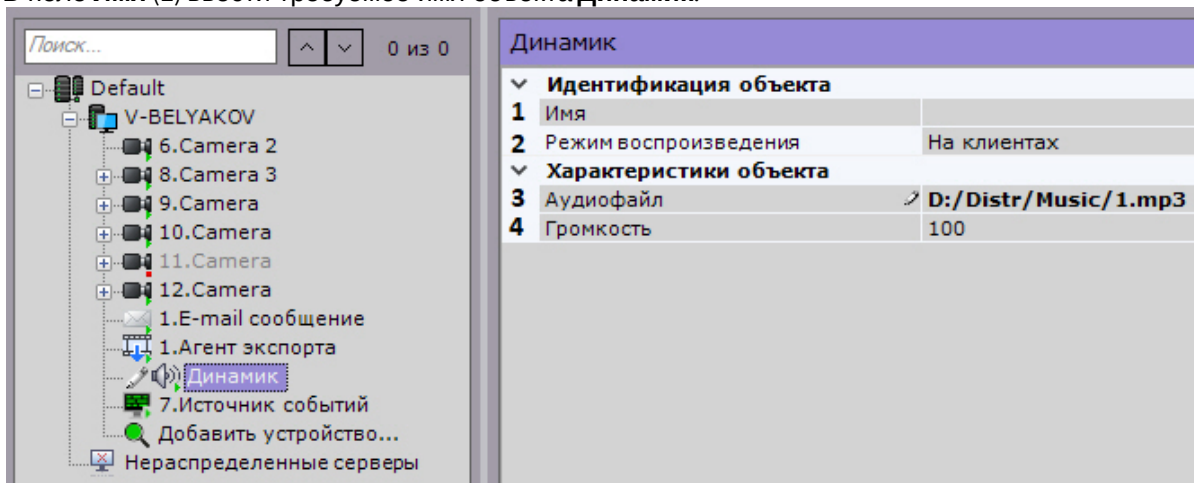 Поиск...
0 из 0
Default
V-BELYAKOV
6.Camera 2
8.Camera 3
9.Camera
10.Camera
11.Camera
12.Camera
1.E-mail сообщение
1.Агент экспорта
Динамик
7.Источник событий
Добавить устройство...
Нераспределенные серверы
Динамик
Идентификация объекта
1 Имя
2 Режим воспроизведения На клиентах
Характеристики объекта
3 Аудиофайл D:/Distr/Music/1.mp3
4 Громкость 100